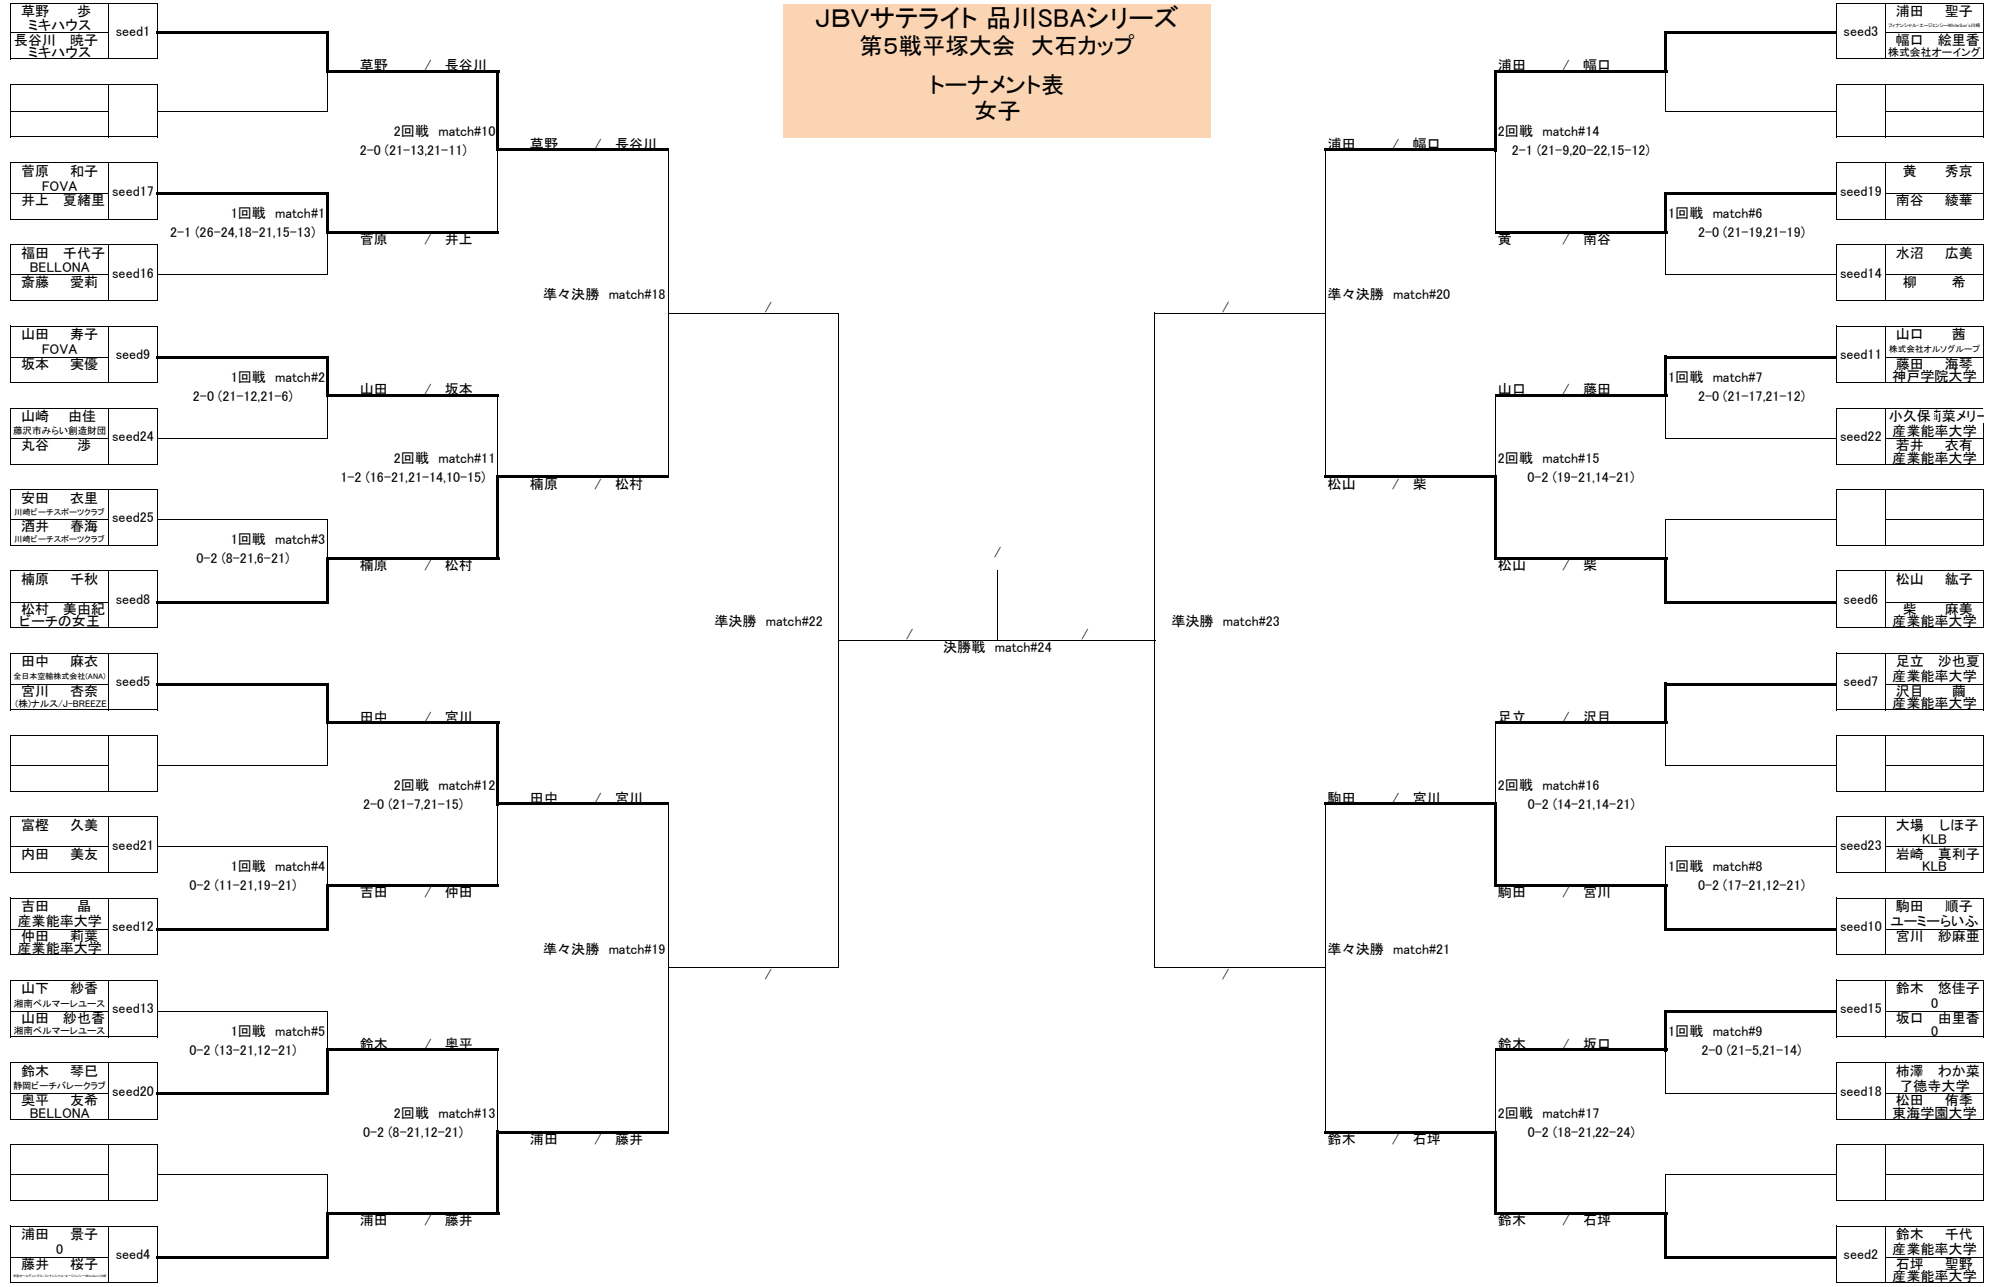 JBVサテライト 品川SBAシリーズ
第5戦平塚大会　大石カップ
トーナメント表
女子
草野　歩
ミキハウス
長谷川　暁子
ミキハウス
seed1
菅原　和子
FOVA
井上　夏緒里
seed17
福田　千代子
BELLONA
斎藤　愛莉
seed16
山田　寿子
FOVA
坂本　実優
seed9
山崎　由佳
藤沢市みらい創造財団
丸谷　渉
seed24
安田　衣里
川崎ビーチスポーツクラブ
酒井　春海
川崎ビーチスポーツクラブ
seed25
楠原　千秋
松村　美由紀
ビーチの女王
seed8
田中　麻衣
全日本空輸株式会社(ANA)
宮川　杏奈
(株)ナルス/J-BREEZE
seed5
富樫　久美
内田　美友
seed21
吉田　晶
産業能率大学
仲田　莉葉
産業能率大学
seed12
山下　紗香
湘南ベルマーレユース
山田　紗也香
湘南ベルマーレユース
seed13
鈴木　琴巳
静岡ビーチバレークラブ
奥平　友希
BELLONA
seed20
浦田　景子
0
藤井　桜子
seed4
1回戦 match#1
2-1 (26-24,18-21,15-13)
1回戦 match#2
2-0 (21-12,21-6)
1回戦 match#3
0-2 (8-21,6-21)
1回戦 match#4
0-2 (11-21,19-21)
1回戦 match#5
0-2 (13-21,12-21)
草野 / 長谷川
2回戦 match#10
2-0 (21-13,21-11)
菅原 / 井上
山田 / 坂本
2回戦 match#11
1-2 (16-21,21-14,10-15)
楠原 / 松村
田中 / 宮川
2回戦 match#12
2-0 (21-7,21-15)
吉田 / 仲田
鈴木 / 奥平
2回戦 match#13
0-2 (8-21,12-21)
浦田 / 藤井
草野 / 長谷川
準々決勝 match#18
楠原 / 松村
田中 / 宮川
準々決勝 match#19
浦田 / 藤井
/
準決勝 match#22
/
/
/
決勝戦 match#24
/
/
準決勝 match#23
/
浦田 / 幅口
準々決勝 match#20
松山 / 柴
駒田 / 宮川
準々決勝 match#21
鈴木 / 石坪
浦田 / 幅口
2回戦 match#14
2-1 (21-9,20-22,15-12)
黄 / 南谷
山口 / 藤田
2回戦 match#15
0-2 (19-21,14-21)
松山 / 柴
足立 / 沢目
2回戦 match#16
0-2 (14-21,14-21)
駒田 / 宮川
鈴木 / 坂口
2回戦 match#17
0-2 (18-21,22-24)
鈴木 / 石坪
1回戦 match#6
2-0 (21-19,21-19)
1回戦 match#7
2-0 (21-17,21-12)
1回戦 match#8
0-2 (17-21,12-21)
1回戦 match#9
2-0 (21-5,21-14)
seed3
浦田　聖子
幅口　絵里香
株式会社オーイング
seed19
黄　秀京
南谷　綾華
seed14
水沼　広美
柳　希
seed11
山口　茜
株式会社オルソグループ
藤田　海琴
神戸学院大学
seed22
小久保 菜メリー
産業能率大学
若井　衣有
産業能率大学
seed6
松山　紘子
柴　麻美
産業能率大学
seed7
足立　沙也夏
産業能率大学
沢目　繭
産業能率大学
seed23
大場　しほ子
KLB
岩崎　真利子
KLB
seed10
駒田　順子
ユーミーらいふ
宮川　紗麻亜
seed15
鈴木　悠佳子
0
坂口　由里香
0
seed18
柿澤　わか菜
了徳寺大学
松田　侑季
東海学園大学
seed2
鈴木　千代
産業能率大学
石坪　聖野
産業能率大学